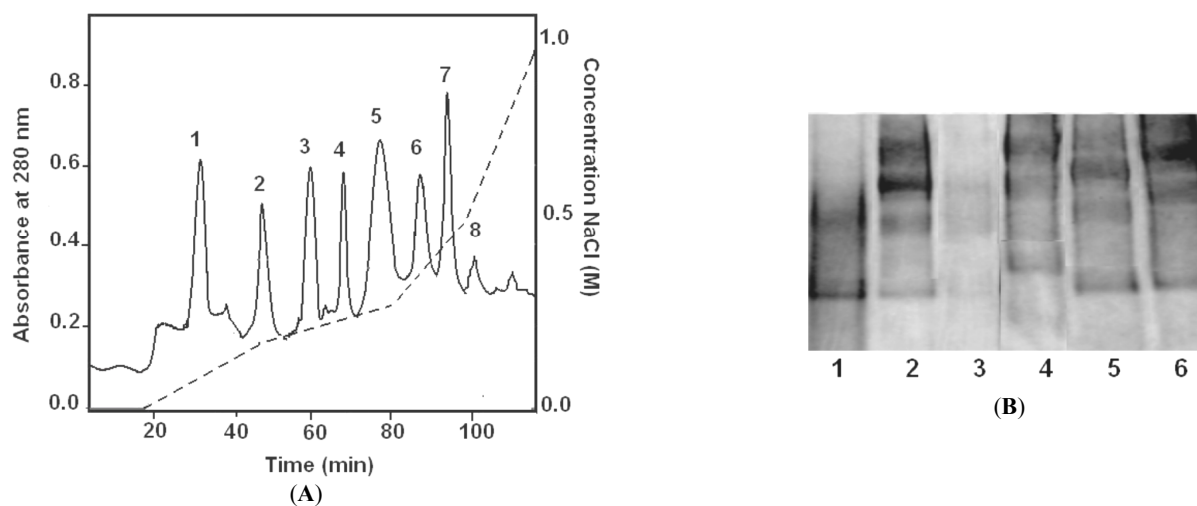 Absorbance at 280 nm
0.8
0.6
0.4
0.2
0.0
1
2
3
4
5
6
7
8
1.0
0.5
0.0
Concentration NaCl (M)
20 40 60 80 100
Time (min)
(A)
1 2 3 4 5 6
(B)